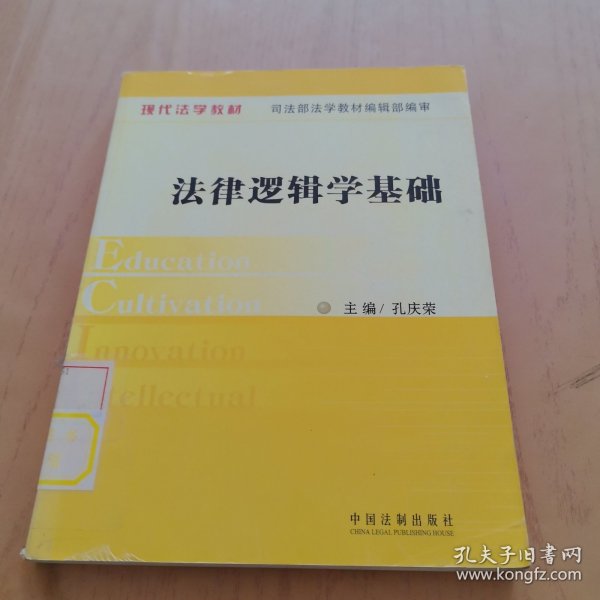 现代法学教材 司法部法学教材编辑部编审
法律逻辑学基础
Education
Cultivation
Innovation
Intellectual
主编/孔庆荣
中国法制出版社
CHINA LEGAL PUBLISHING HOUSE
孔夫子旧书网
www.kongfz.com